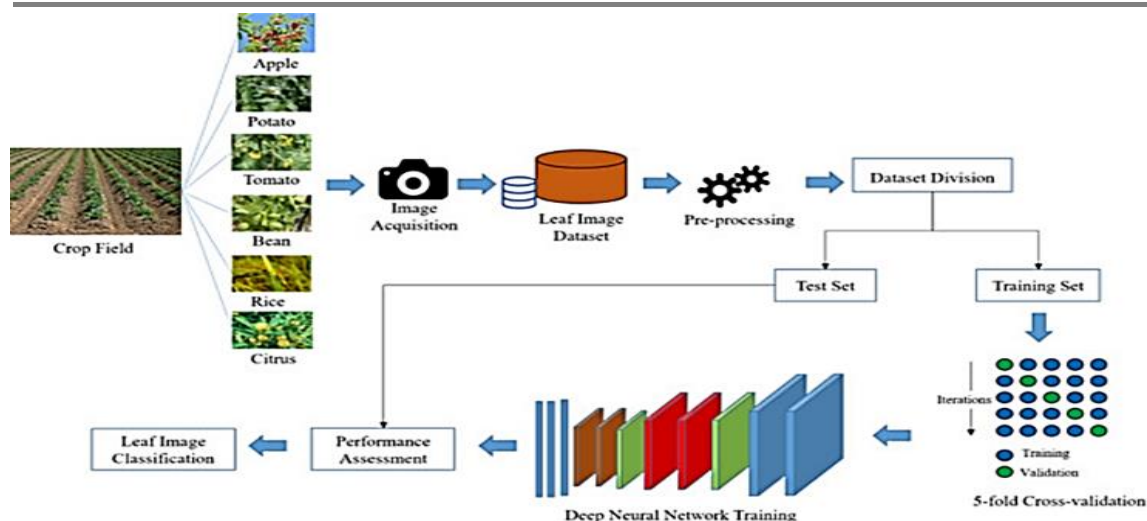 Apple
Potato
Tomato
Bean
Rice
Citrus
Crop Field
Image
Acquisition
Leaf Image
Dataset
Pre-processing
Dataset Division
Test Set
Training Set
Iterations
Training
Validation
5-fold Cross-validation
Deep Neural Network Training
Performance
Assessment
Leaf Image
Classification